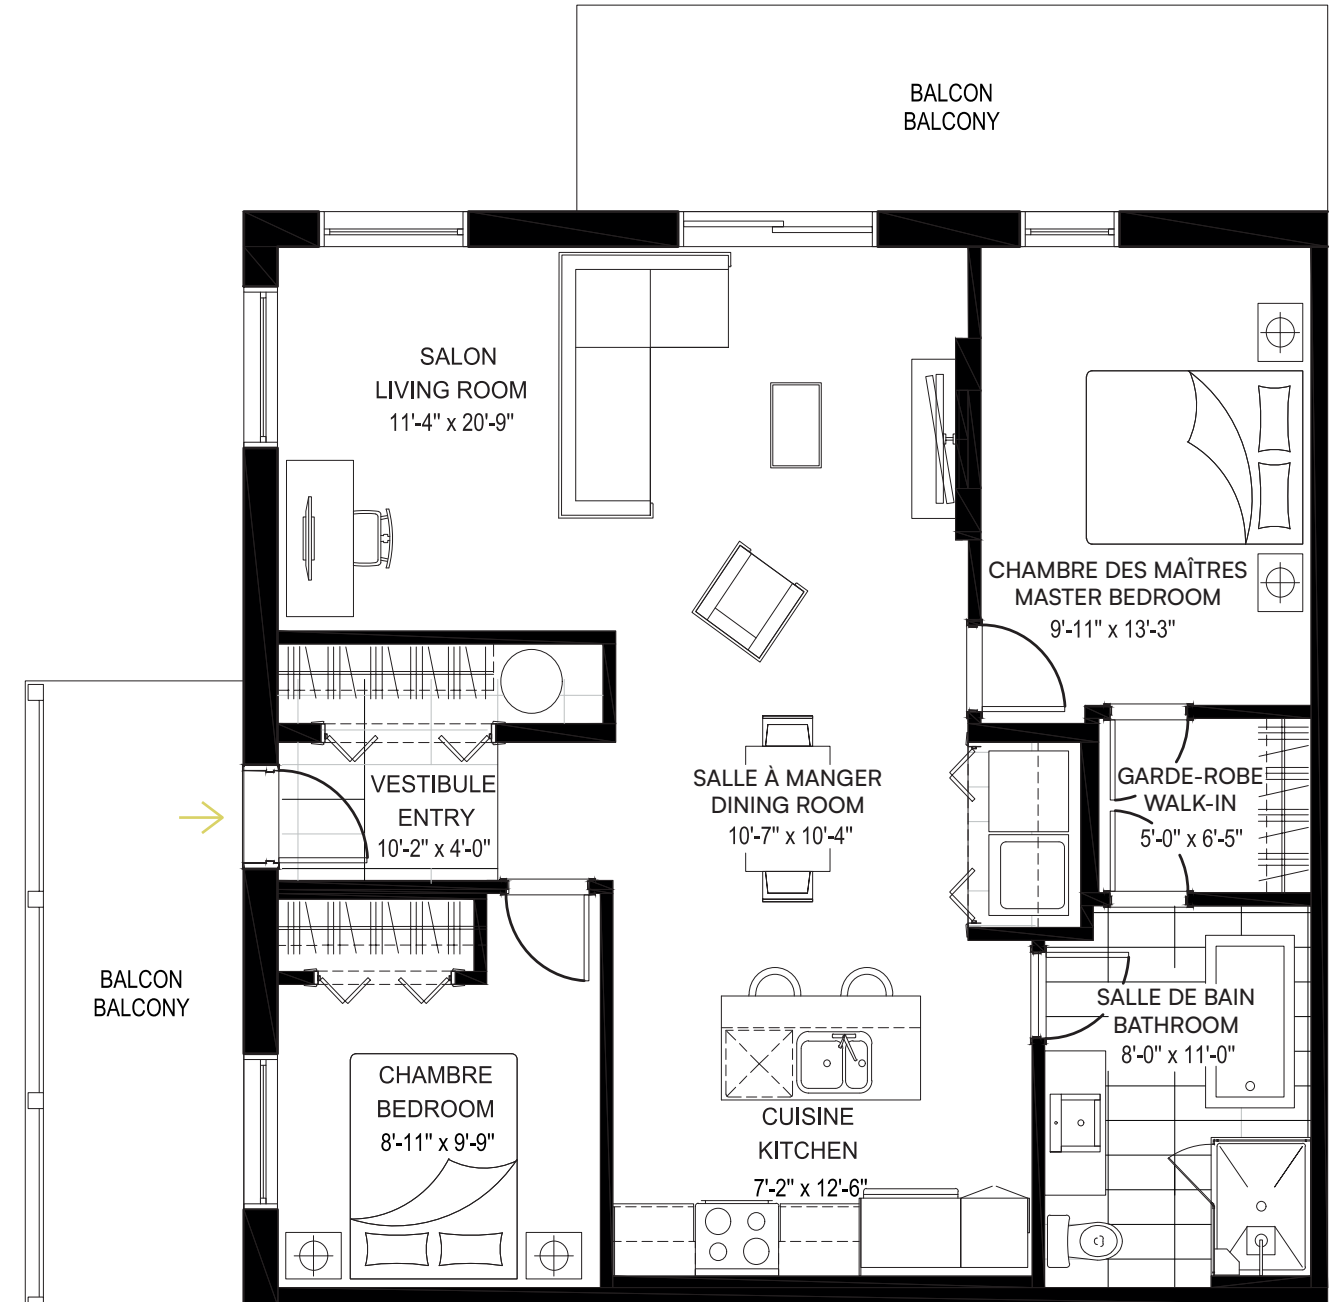 BALCON
BALCONY
SALON
LIVING ROOM
11'-4" x 20'-9"
CHAMBRE DES MAÎTRES
MASTER BEDROOM
9'-11" x 13'-3"
VESTIBULE
ENTRY
10'-2" x 4'-0"
SALLE À MANGER
DINING ROOM
10'-7" x 10'-4"
GARDE-ROBE
WALK-IN
5'-0" x 6'-5"
BALCON
BALCONY
SALLE DE BAIN
BATHROOM
8'-0" x 11'-0"
CHAMBRE
BEDROOM
8'-11" x 9'-9"
CUISINE
KITCHEN
7'-2" x 12'-6"